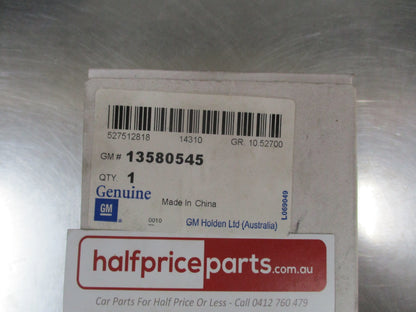 527512818 14310 GR. 10.52700
GM # 13580545
QTY. 1
Genuine
Made In China
GM
0010
GM Holden Ltd (Australia)
L069049
halfpriceparts.com.au
Car Parts For Half Price Or Less - Call 0412 760 479